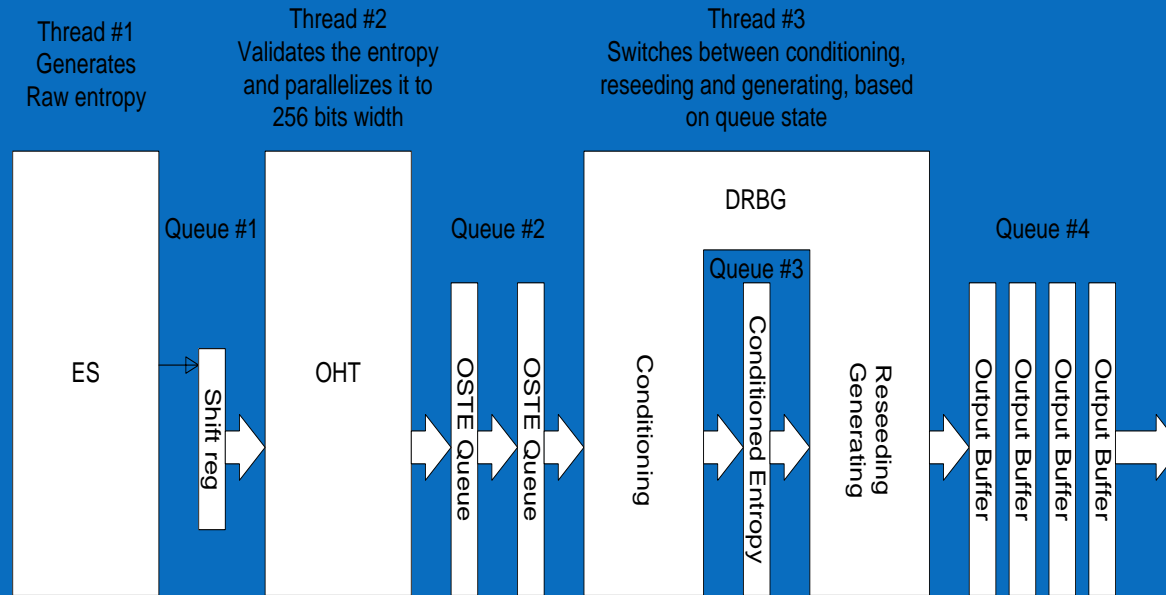 Thread #1
Generates
Raw entropy
Thread #2
Validates the entropy
and parallelizes it to
256 bits width
Thread #3
Switches between conditioning,
reseeding and generating, based
on queue state
ES
Queue #1
Shift reg
OHT
Queue #2
OSTE Queue
OSTE Queue
DRBG
Conditioning
Queue #3
Conditioned Entropy
Reseeding
Generating
Queue #4
Output Buffer
Output Buffer
Output Buffer
Output Buffer